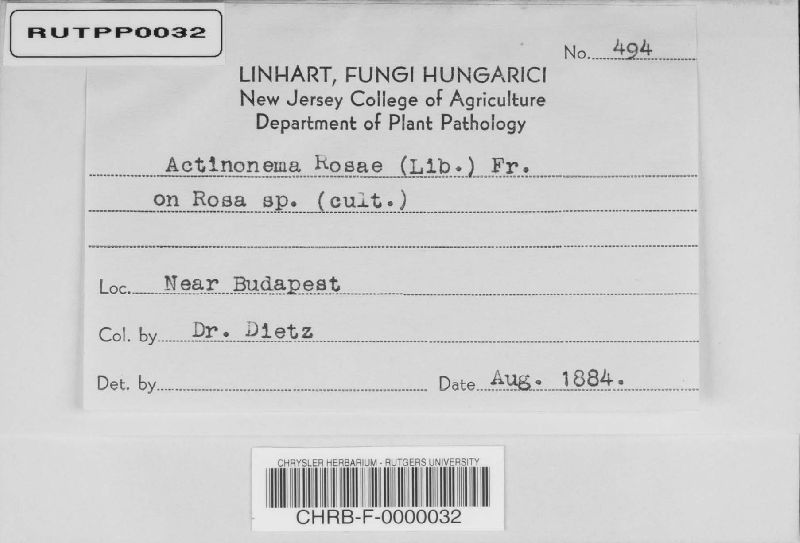 RUTPP0032
No. 494
LINHART, FUNGI HUNGARICI
New Jersey College of Agriculture
Department of Plant Pathology
Actinonema Rosae (Lib.) Fr.
on Rosa sp. (cult.)
Loc. Near Budapest
Col. by Dr. Dietz
Det. by
Date Aug. 1884.
CHRYSLER HERBARIUM - RUTGERS UNIVERSITY
CHRB-F-0000032